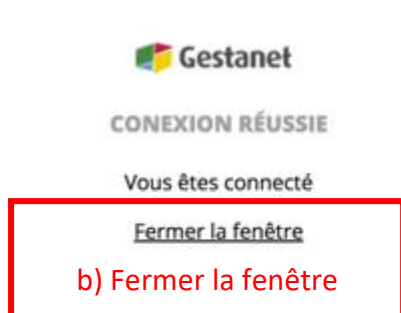 Gestanet
CONEXION RÉUSSIE
Vous êtes connecté
Fermer la fenêtre
b) Fermer la fenêtre